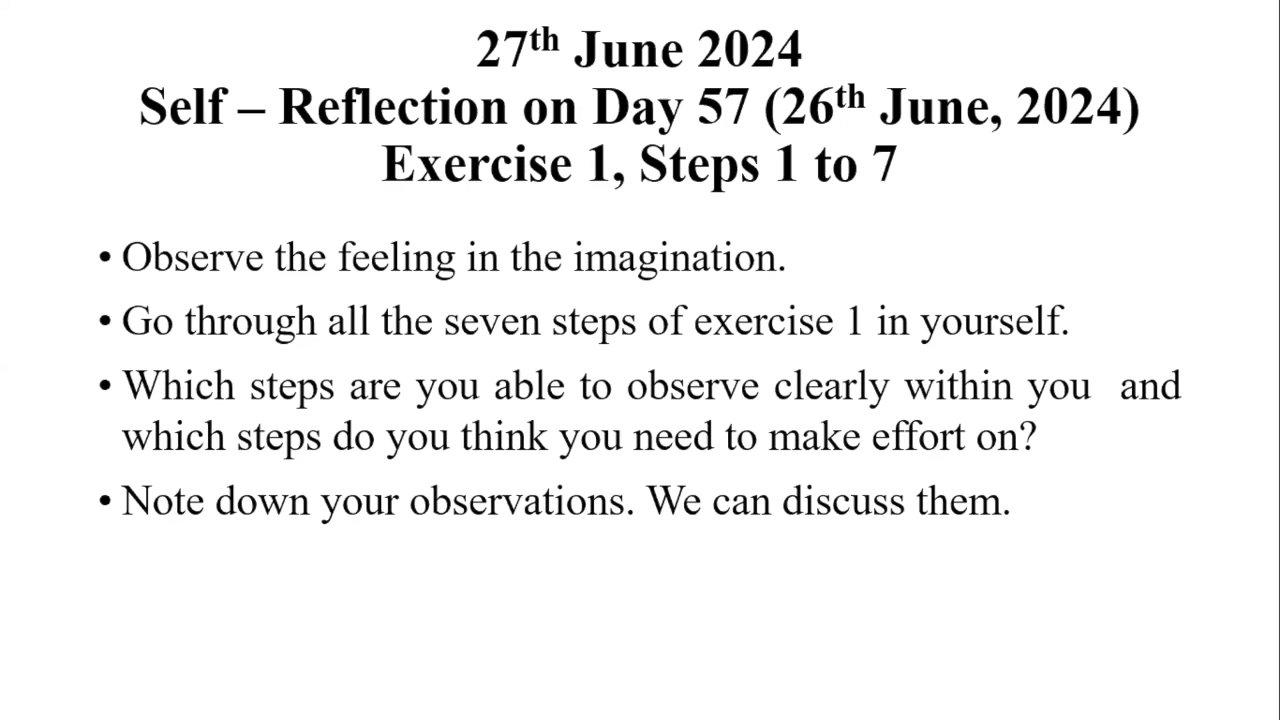 27th June 2024
Self – Reflection on Day 57 (26th June, 2024)
Exercise 1, Steps 1 to 7
• Observe the feeling in the imagination.
• Go through all the seven steps of exercise 1 in yourself.
• Which steps are you able to observe clearly within you and
which steps do you think you need to make effort on?
• Note down your observations. We can discuss them.